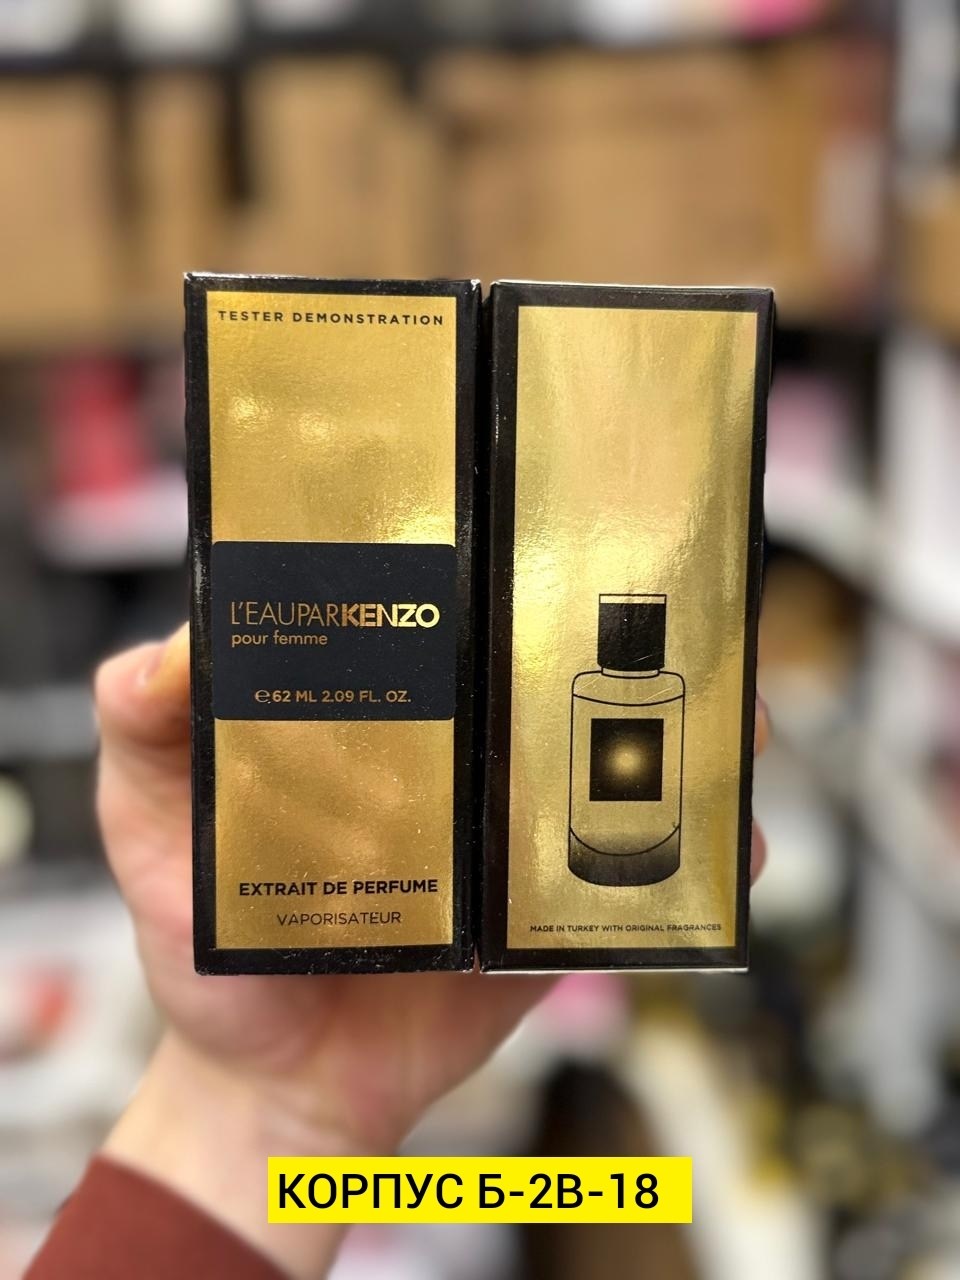 TESTER DEMONSTRATION
L'EAUPARKENZO
pour femme
℮62 ML 2.09 FL. OZ.
EXTRAIT DE PERFUME
VAPORISATEUR
MADE IN TURKEY WITH ORIGINAL FRAGRANCES
КОРПУС Б-2В-18